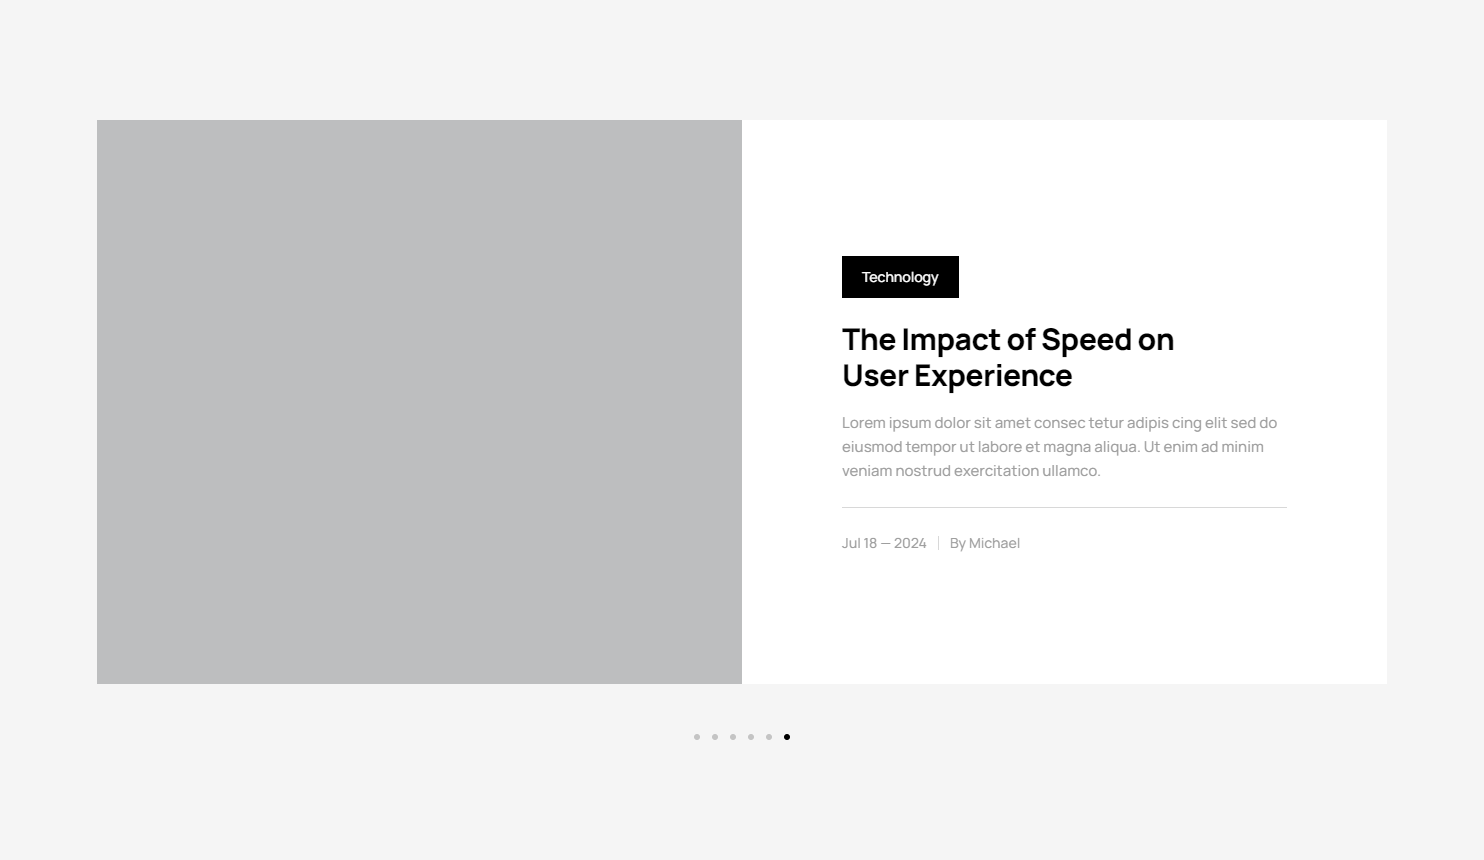 Technology
The Impact of Speed on
User Experience
Lorem ipsum dolor sit amet consec tetur adipis cing elit sed do
eiusmod tempor ut labore et magna aliqua. Ut enim ad minim
veniam nostrud exercitation ullamco.
Jul 18 — 2024 | By Michael